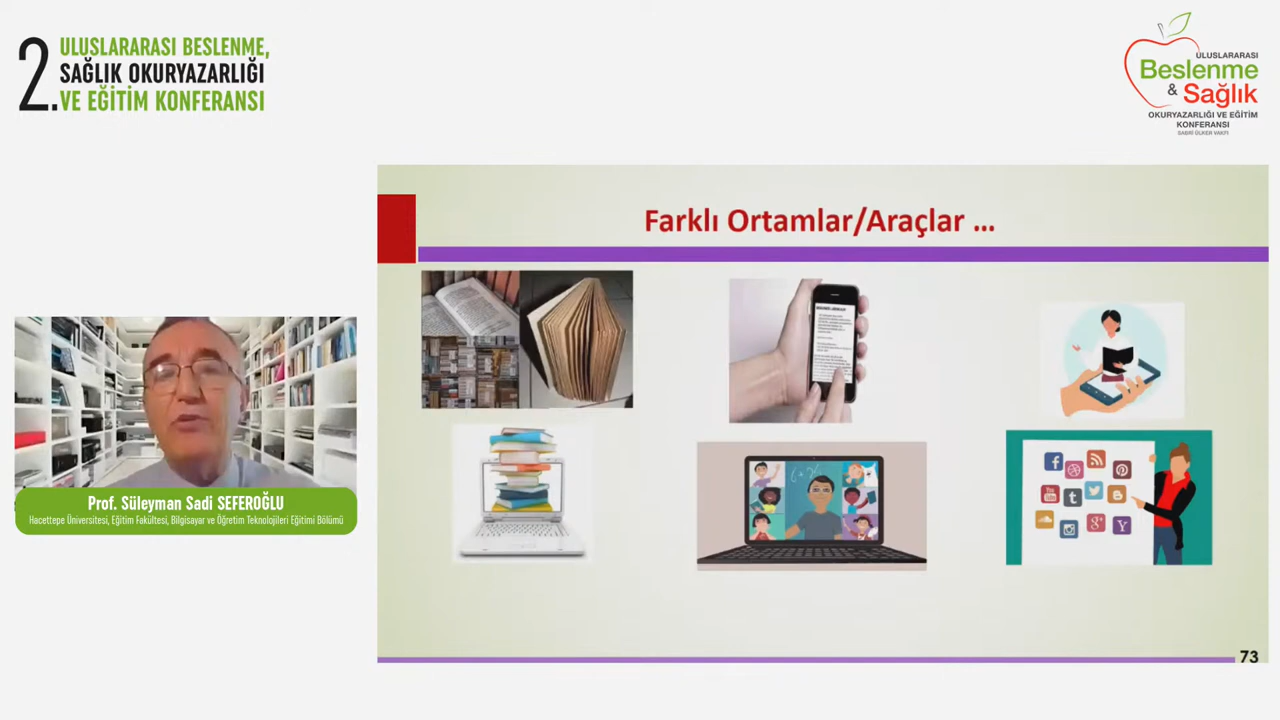 2.
ULUSLARARASI BESLENME,
SAĞLIK OKURYAZARLIĞI
VE EĞİTİM KONFERANSI
ULUSLARARASI
Beslenme
& Sağlık
OKURYAZARLIĞI VE EĞİTİM
KONFERANSI
SABRİ ÜLKER VAKFI
Farklı Ortamlar/Araçlar ...
Prof. Süleyman Sadi SEFEROĞLU
Hacettepe Üniversitesi, Eğitim Fakültesi, Bilgisayar ve Öğretim Teknolojileri Eğitimi Bölümü
73